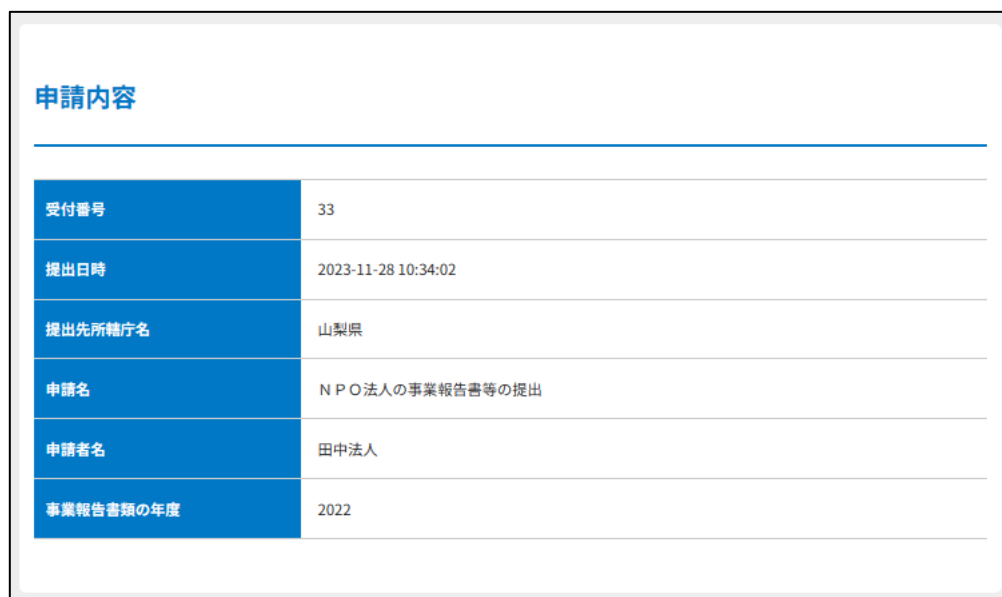 申請内容
受付番号 33
提出日時 2023-11-28 10:34:02
提出先所轄庁名 山梨県
申請名 ＮＰＯ法人の事業報告書等の提出
申請者名 田中法人
事業報告書類の年度 2022